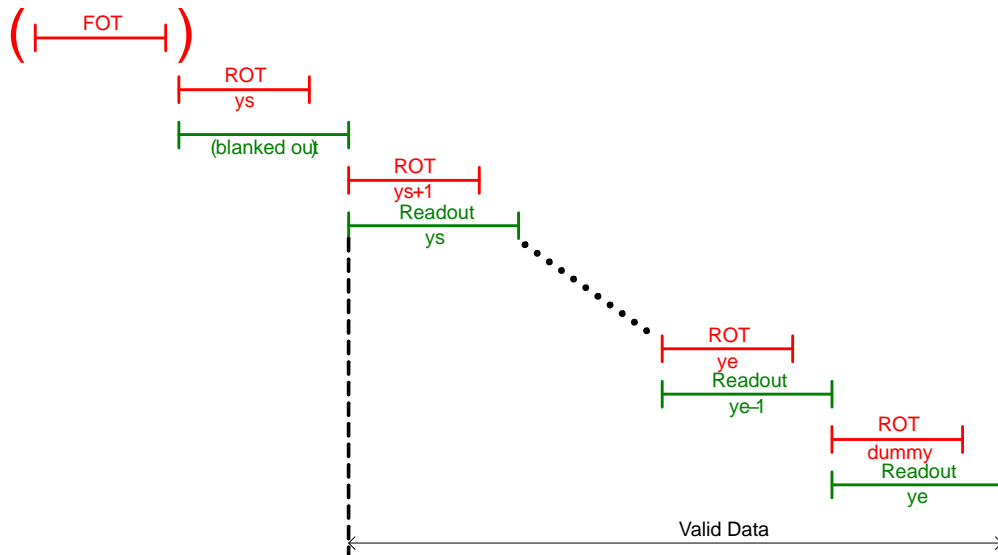 ( FOT )
ROT
ys
(blanked out)
ROT
ys+1
Readout
ys
ROT
ye
Readout
ye–1
ROT
dummy
Readout
ye
Valid Data